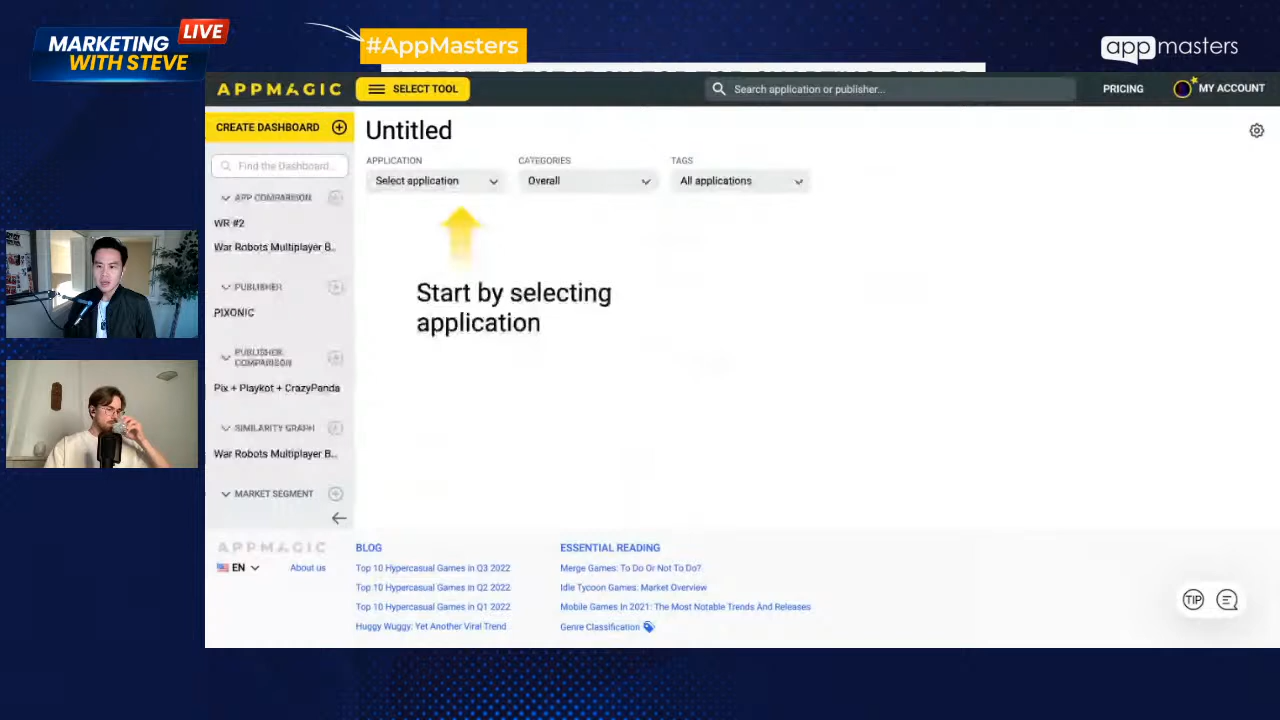 MARKETING LIVE
WITH STEVE
#AppMasters
app masters
APPMAGIC
SELECT TOOL
Search application or publisher...
PRICING
MY ACCOUNT
CREATE DASHBOARD
Find the Dashboard...
APP COMPARISON
WR #2
War Robots Multiplayer B..
PUBLISHER
PIXONIC
PUBLISHER
COMPARISON
Pix + Playkot + CrazyPanda
SIMILARITY GRAPH
War Robots Multiplayer B..
MARKET SEGMENT
Untitled
APPLICATION
CATEGORIES
TAGS
Select application
Overall
All applications
Start by selecting
application
APPMAGIC
EN
About us
BLOG
Top 10 Hypercasual Games in Q3 2022
Top 10 Hypercasual Games in Q2 2022
Top 10 Hypercasual Games in Q1 2022
Huggy Wuggy: Yet Another Viral Trend
ESSENTIAL READING
Merge Games: To Do Or Not To Do?
Idle Tycoon Games: Market Overview
Mobile Games In 2021: The Most Notable Trends And Releases
Genre Classification
TIP